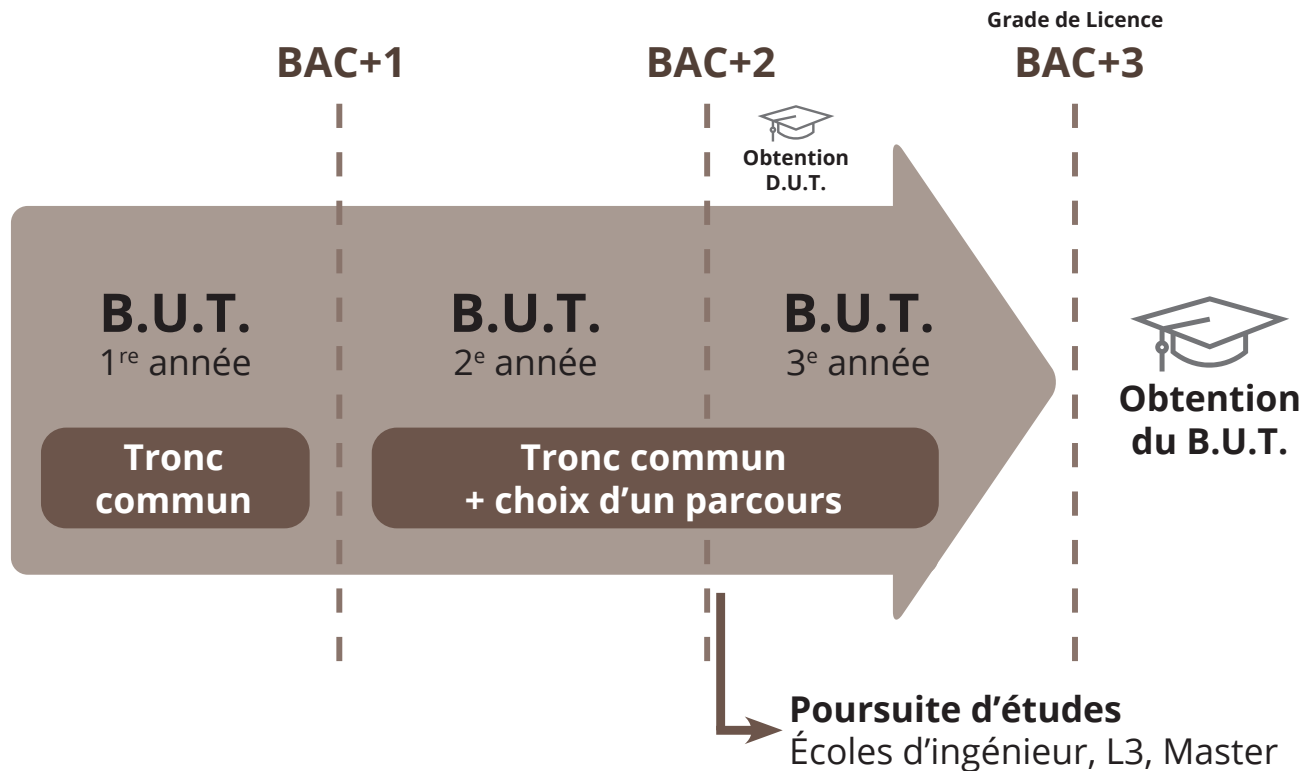 Grade de Licence
BAC+1
BAC+2
BAC+3
Obtention
D.U.T.
B.U.T.
1re année
B.U.T.
2e année
B.U.T.
3e année
Obtention
du B.U.T.
Tronc
commun
Tronc commun
+ choix d'un parcours
Poursuite d'études
Écoles d'ingénieur, L3, Master